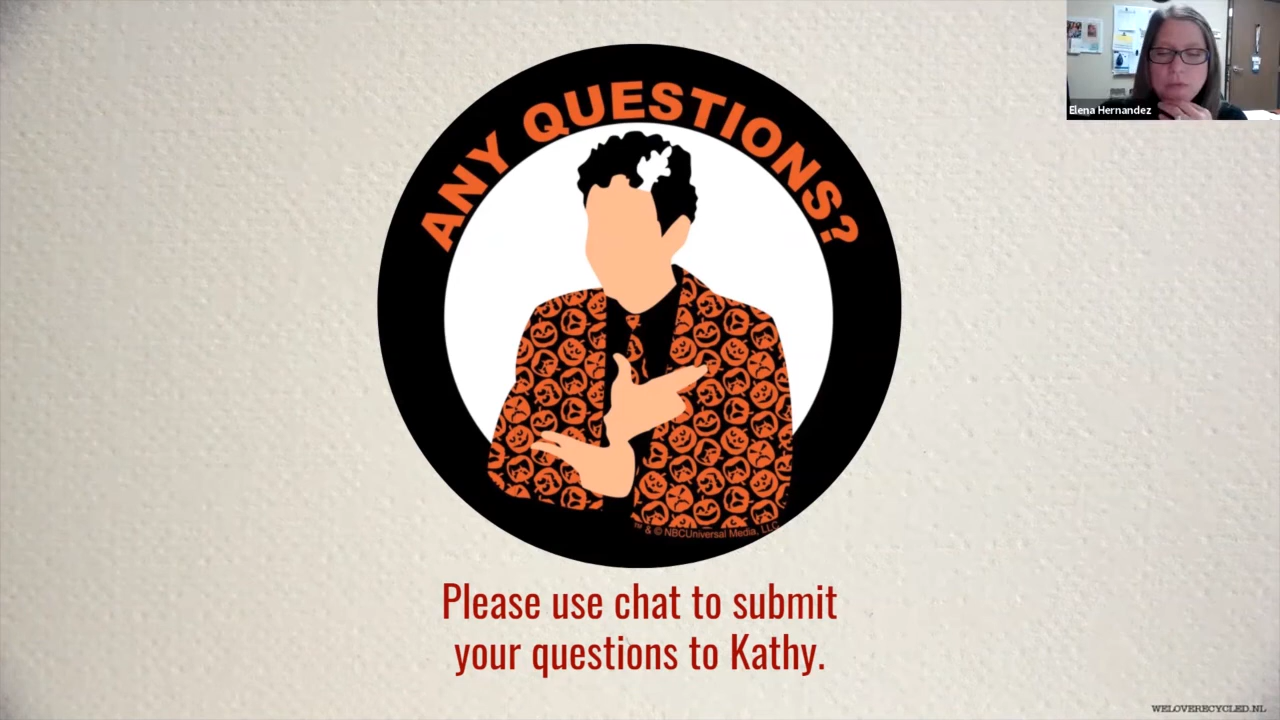 Elena Hernandez
ANY QUESTIONS?
™ & © NBCUniversal Media, LLC
Please use chat to submit
your questions to Kathy.
WELOVERECYCLED.NL